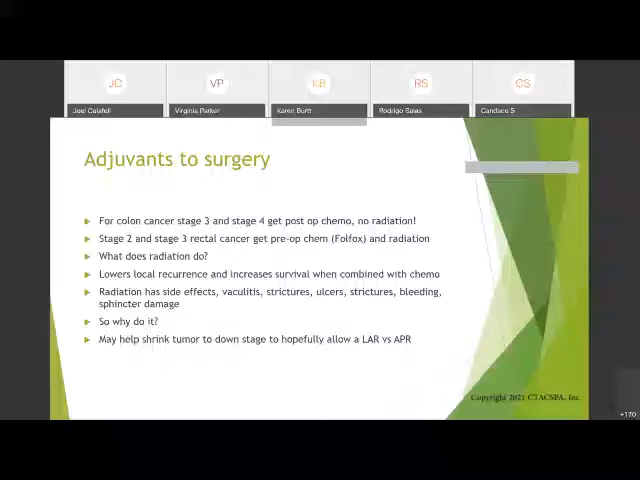 JC
VP
KB
RS
CS
Joel Calafell
Virginia Parker
Karen Burtt
Rodrigo Salas
Candace S
Adjuvants to surgery
For colon cancer stage 3 and stage 4 get post op chemo, no radiation!
Stage 2 and stage 3 rectal cancer get pre-op chem (Folfox) and radiation
What does radiation do?
Lowers local recurrence and increases survival when combined with chemo
Radiation has side effects, vaculitis, strictures, ulcers, strictures, bleeding,
sphincter damage
So why do it?
May help shrink tumor to down stage to hopefully allow a LAR vs APR
Copyright 2021 CTACSPA, Inc.
+170